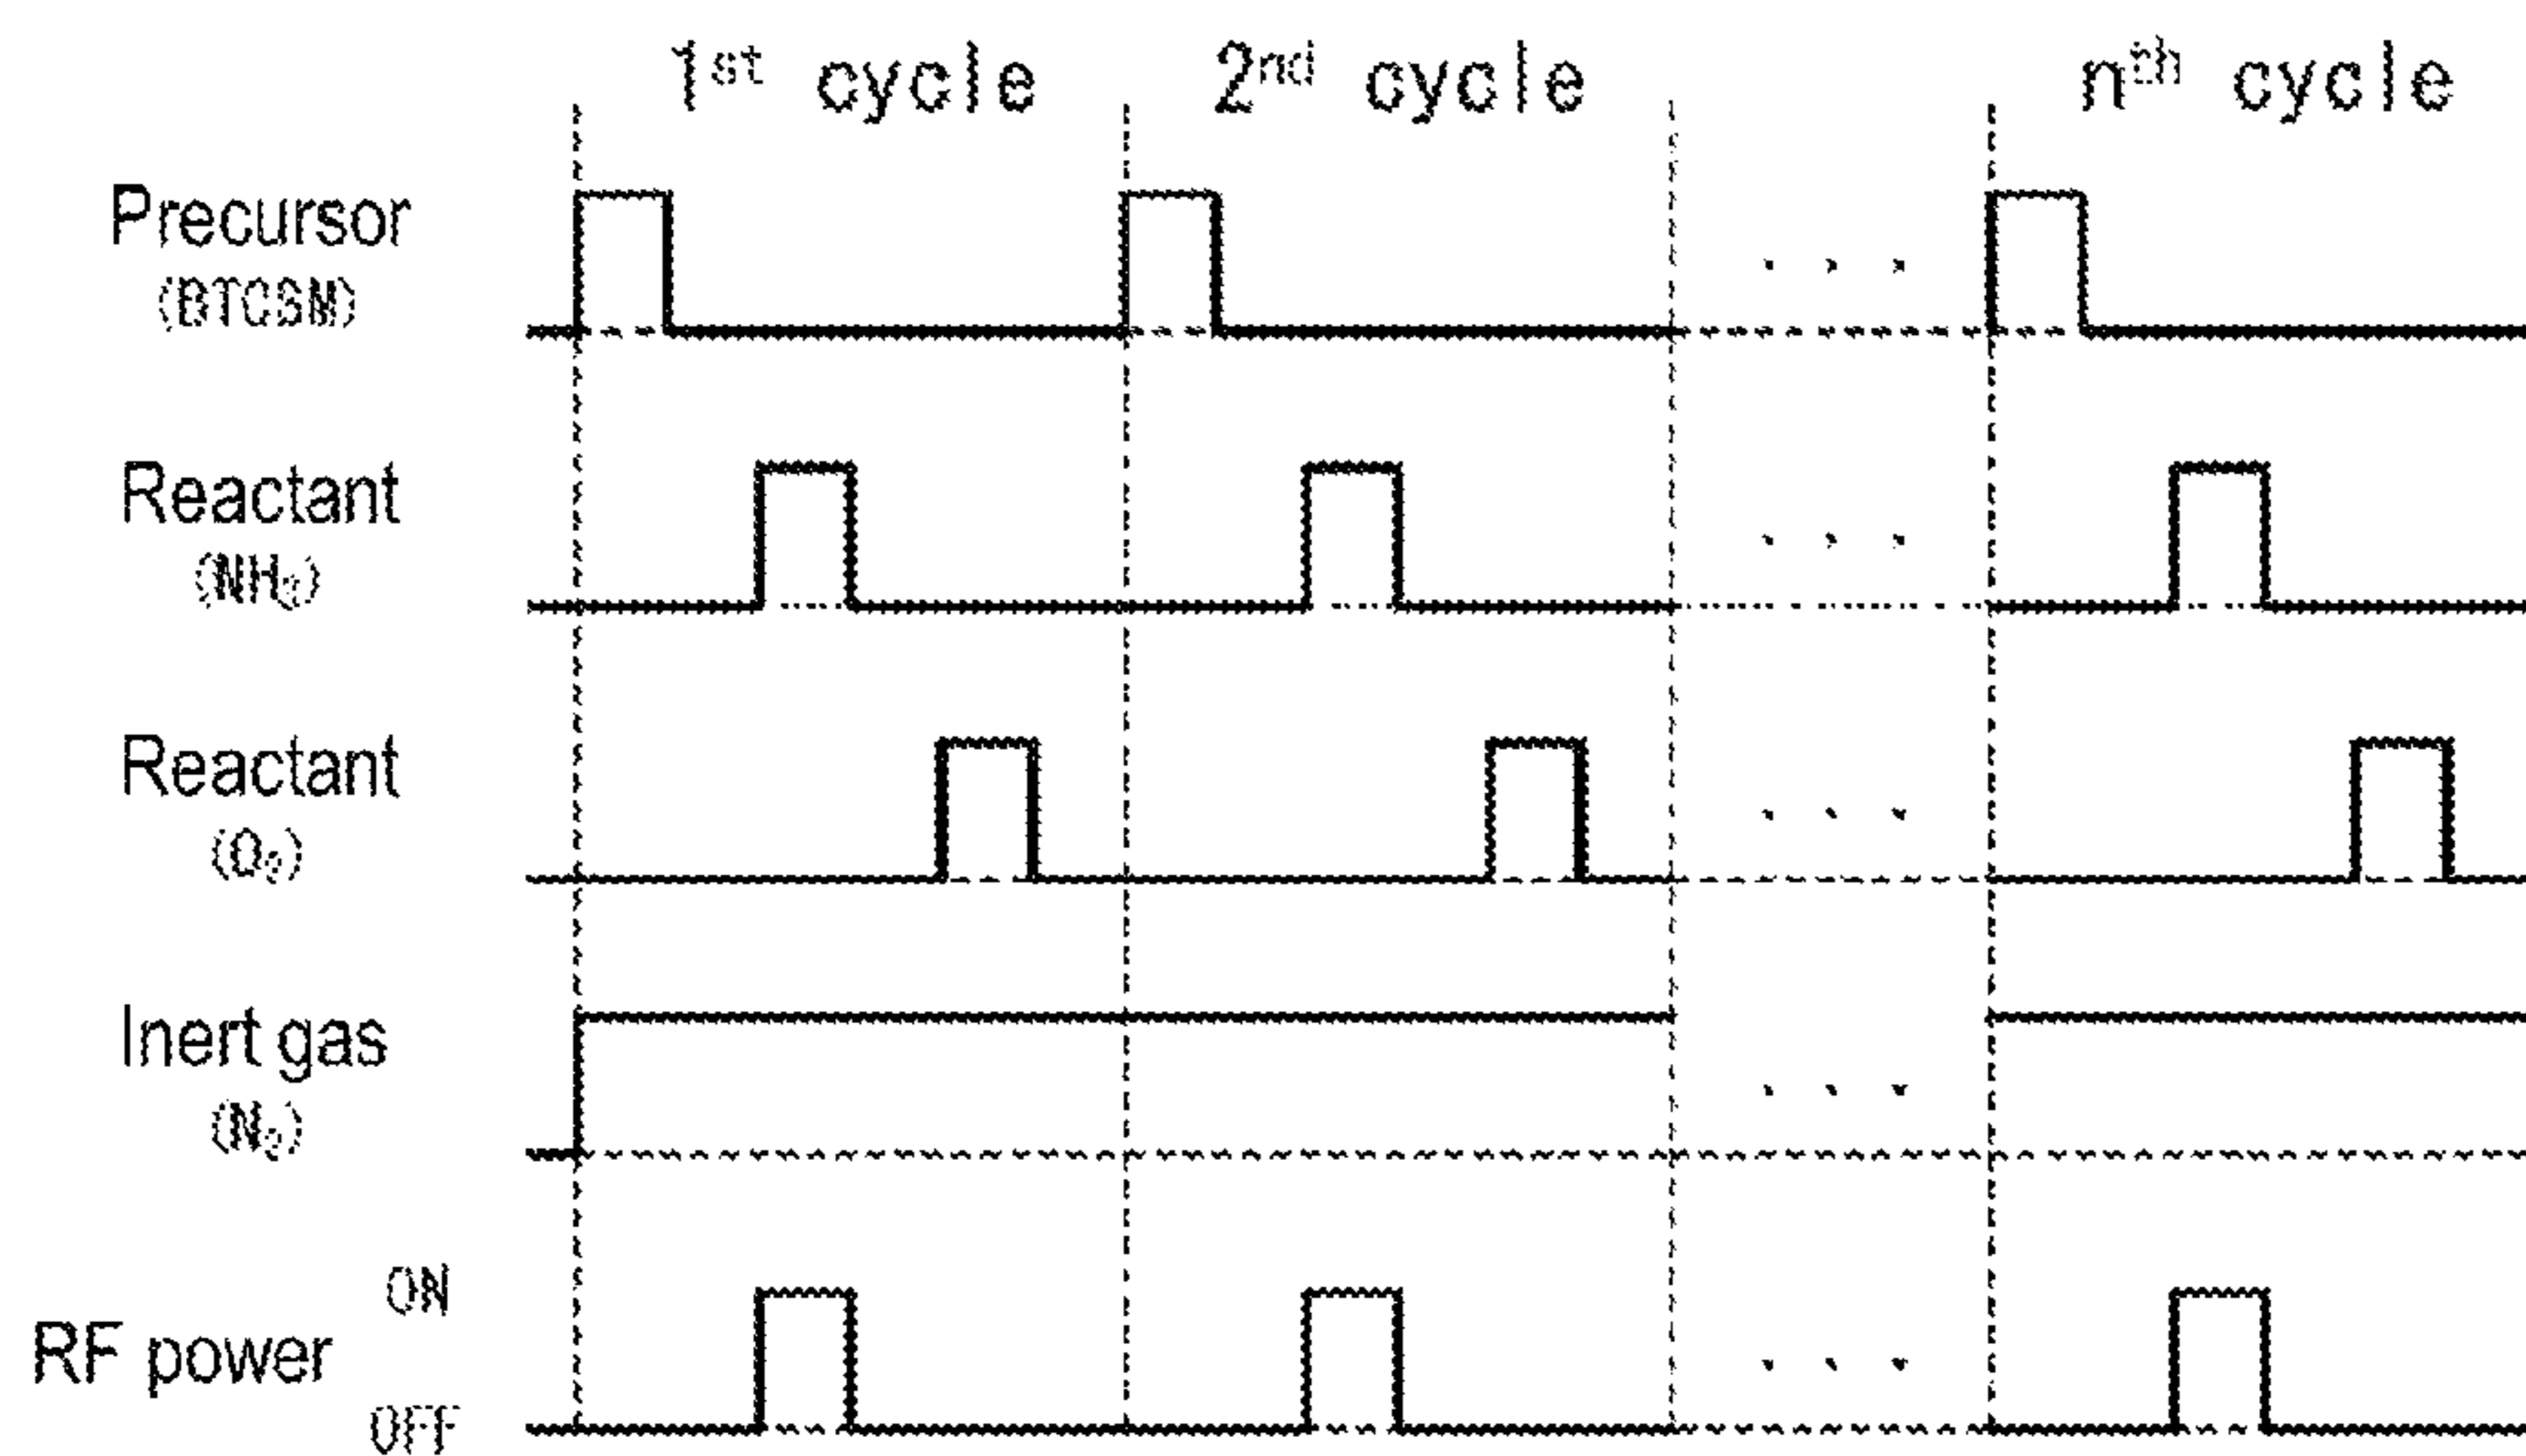 1st cycle 2nd cycle nth cycle
Precursor
(BTCSM)
Reactant
(NH₃)
Reactant
(O₂)
Inert gas
(N₂)
ON
RF power
OFF